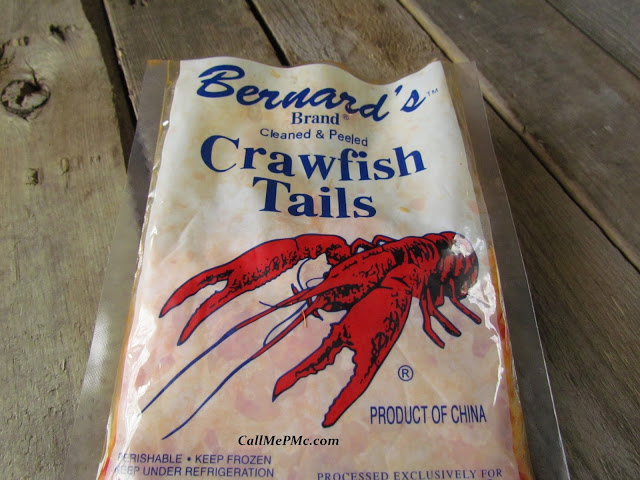 Bernard's™
Brand®
Cleaned & Peeled
Crawfish
Tails
®
PRODUCT OF CHINA
CallMePMc.com
PERISHABLE • KEEP FROZEN
KEEP UNDER REFRIGERATION
PROCESSED EXCLUSIVELY FOR